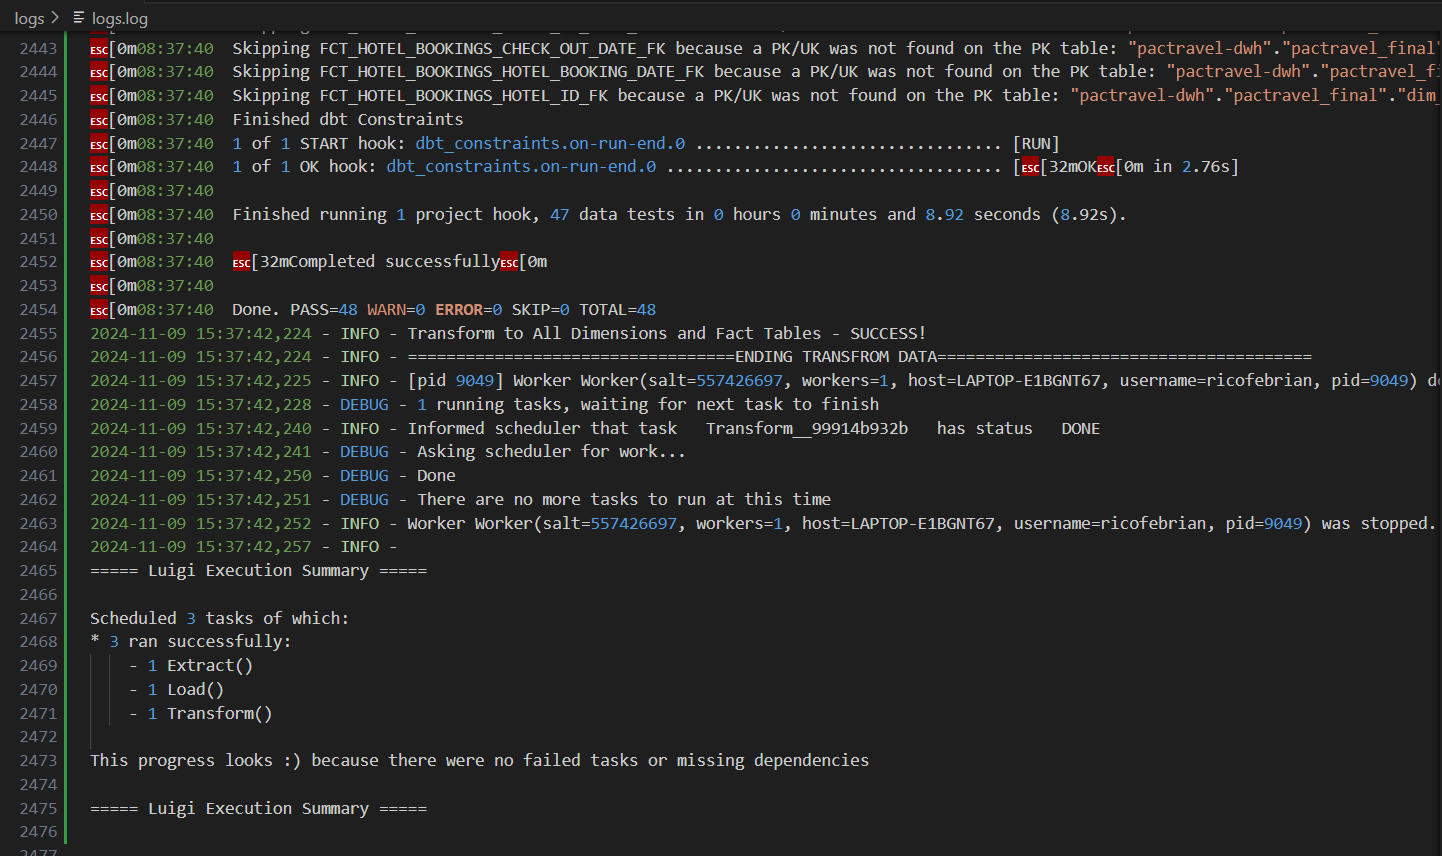 logs > logs.log
2443 ESC[0m08:37:40  Skipping FCT_HOTEL_BOOKINGS_CHECK_OUT_DATE_FK because a PK/UK was not found on the PK table: "pactravel-dwh"."pactravel_final"
2444 ESC[0m08:37:40  Skipping FCT_HOTEL_BOOKINGS_HOTEL_BOOKING_DATE_FK because a PK/UK was not found on the PK table: "pactravel-dwh"."pactravel_fi
2445 ESC[0m08:37:40  Skipping FCT_HOTEL_BOOKINGS_HOTEL_ID_FK because a PK/UK was not found on the PK table: "pactravel-dwh"."pactravel_final"."dim_
2446 ESC[0m08:37:40  Finished dbt Constraints
2447 ESC[0m08:37:40  1 of 1 START hook: dbt_constraints.on-run-end.0 ................................ [RUN]
2448 ESC[0m08:37:40  1 of 1 OK hook: dbt_constraints.on-run-end.0 ................................... [ESC[32mOKESC[0m in 2.76s]
2449 ESC[0m08:37:40
2450 ESC[0m08:37:40  Finished running 1 project hook, 47 data tests in 0 hours 0 minutes and 8.92 seconds (8.92s).
2451 ESC[0m08:37:40
2452 ESC[0m08:37:40  ESC[32mCompleted successfullyESC[0m
2453 ESC[0m08:37:40
2454 ESC[0m08:37:40  Done. PASS=48 WARN=0 ERROR=0 SKIP=0 TOTAL=48
2455 2024-11-09 15:37:42,224 - INFO - Transform to All Dimensions and Fact Tables - SUCCESS!
2456 2024-11-09 15:37:42,224 - INFO - ==================================ENDING TRANSFROM DATA=======================================
2457 2024-11-09 15:37:42,225 - INFO - [pid 9049] Worker Worker(salt=557426697, workers=1, host=LAPTOP-E1BGNT67, username=ricofebrian, pid=9049) do
2458 2024-11-09 15:37:42,228 - DEBUG - 1 running tasks, waiting for next task to finish
2459 2024-11-09 15:37:42,240 - INFO - Informed scheduler that task   Transform__99914b932b   has status   DONE
2460 2024-11-09 15:37:42,241 - DEBUG - Asking scheduler for work...
2461 2024-11-09 15:37:42,250 - DEBUG - Done
2462 2024-11-09 15:37:42,251 - DEBUG - There are no more tasks to run at this time
2463 2024-11-09 15:37:42,252 - INFO - Worker Worker(salt=557426697, workers=1, host=LAPTOP-E1BGNT67, username=ricofebrian, pid=9049) was stopped.
2464 2024-11-09 15:37:42,257 - INFO -
2465 ===== Luigi Execution Summary =====
2466
2467 Scheduled 3 tasks of which:
2468 * 3 ran successfully:
2469     - 1 Extract()
2470     - 1 Load()
2471     - 1 Transform()
2472
2473 This progress looks :) because there were no failed tasks or missing dependencies
2474
2475 ===== Luigi Execution Summary =====
2476
2477